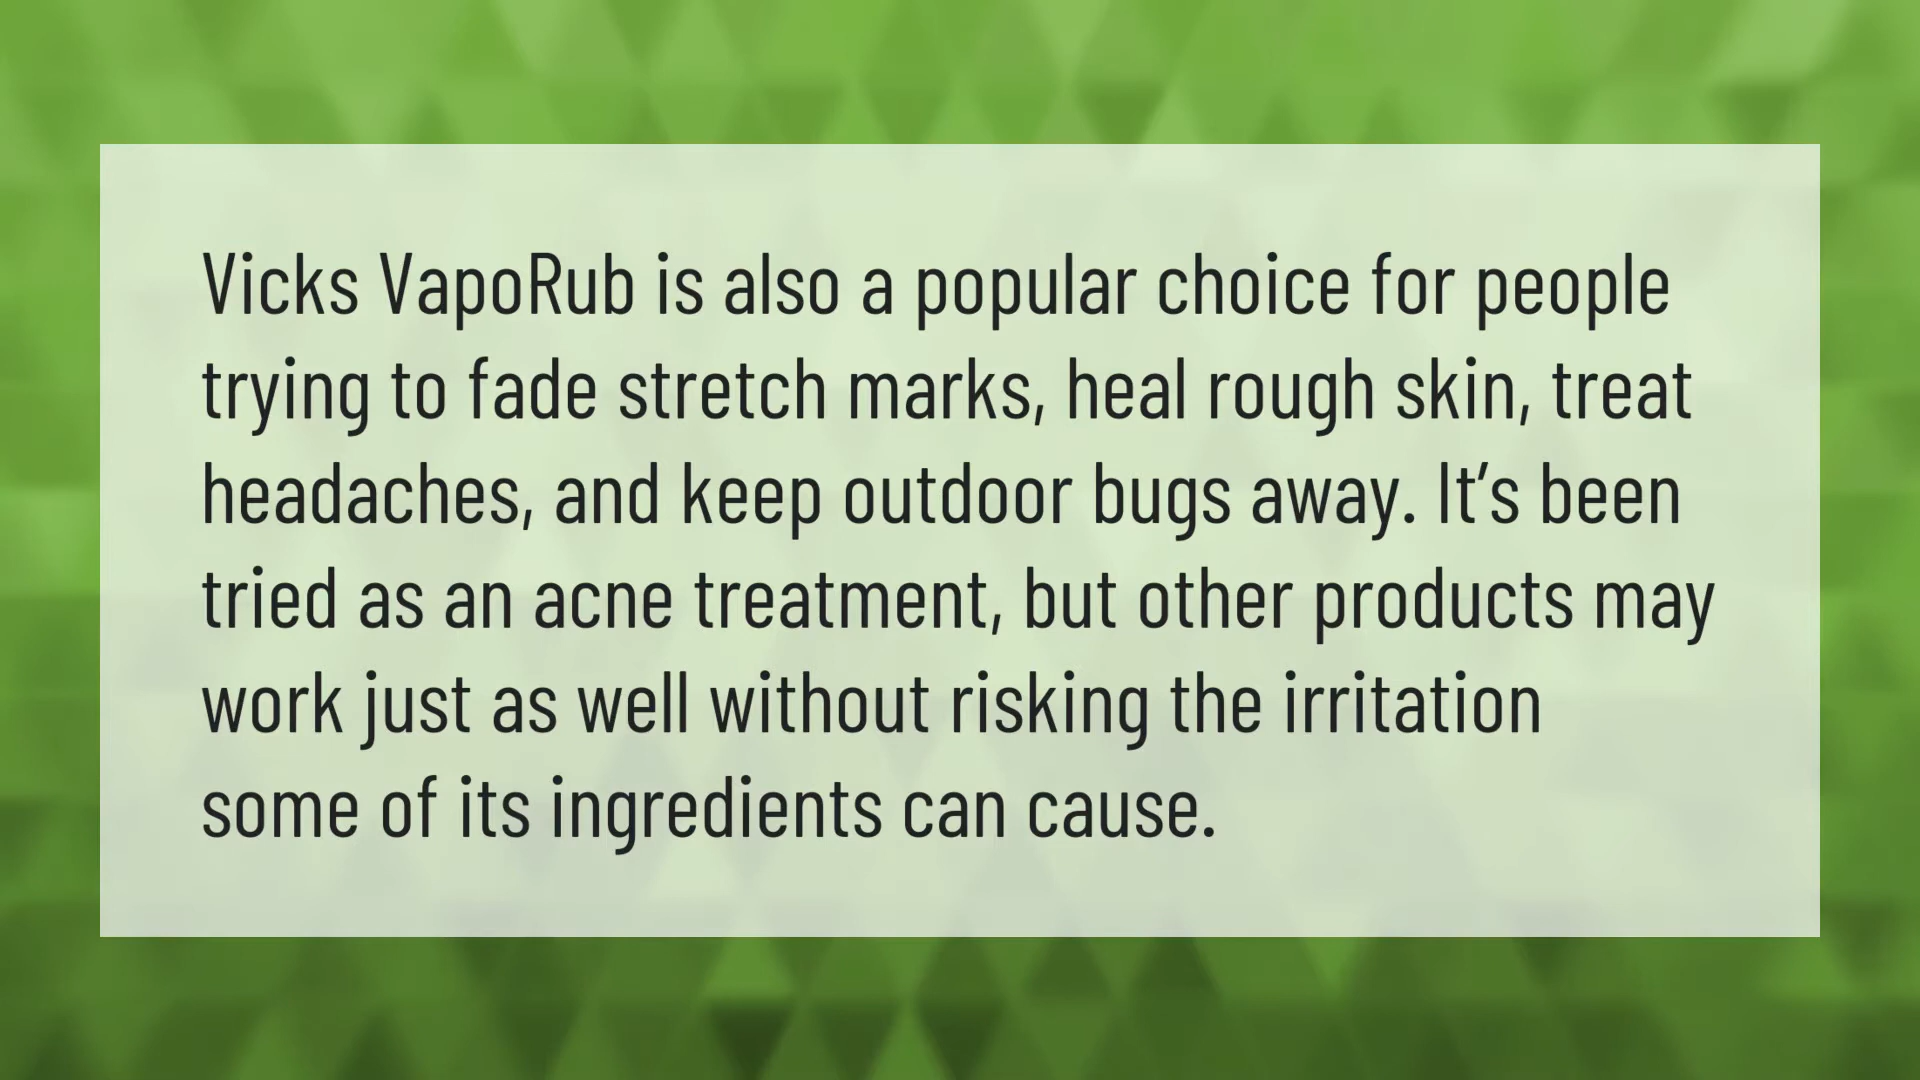 Vicks VapoRub is also a popular choice for people
trying to fade stretch marks, heal rough skin, treat
headaches, and keep outdoor bugs away. It’s been
tried as an acne treatment, but other products may
work just as well without risking the irritation
some of its ingredients can cause.